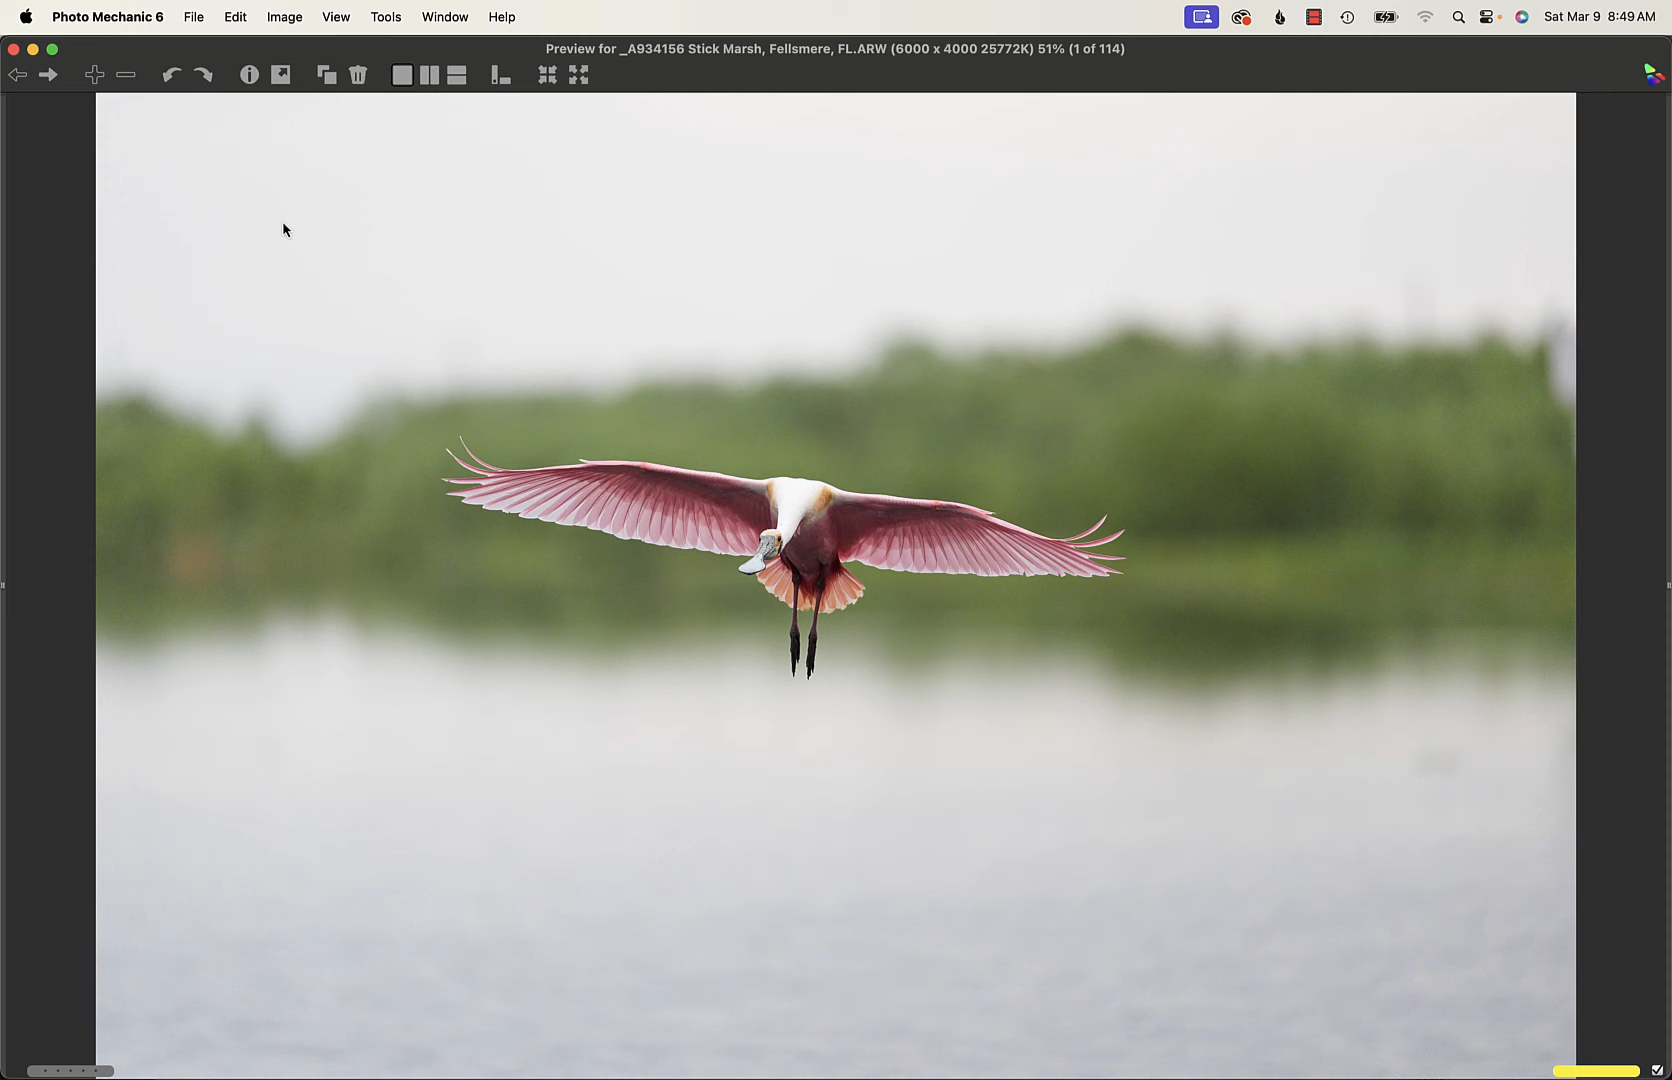 Photo Mechanic 6 File Edit Image View Tools Window Help Sat Mar 9 8:49 AM
Preview for _A934156 Stick Marsh, Fellsmere, FL.ARW (6000 x 4000 25772K) 51% (1 of 114)